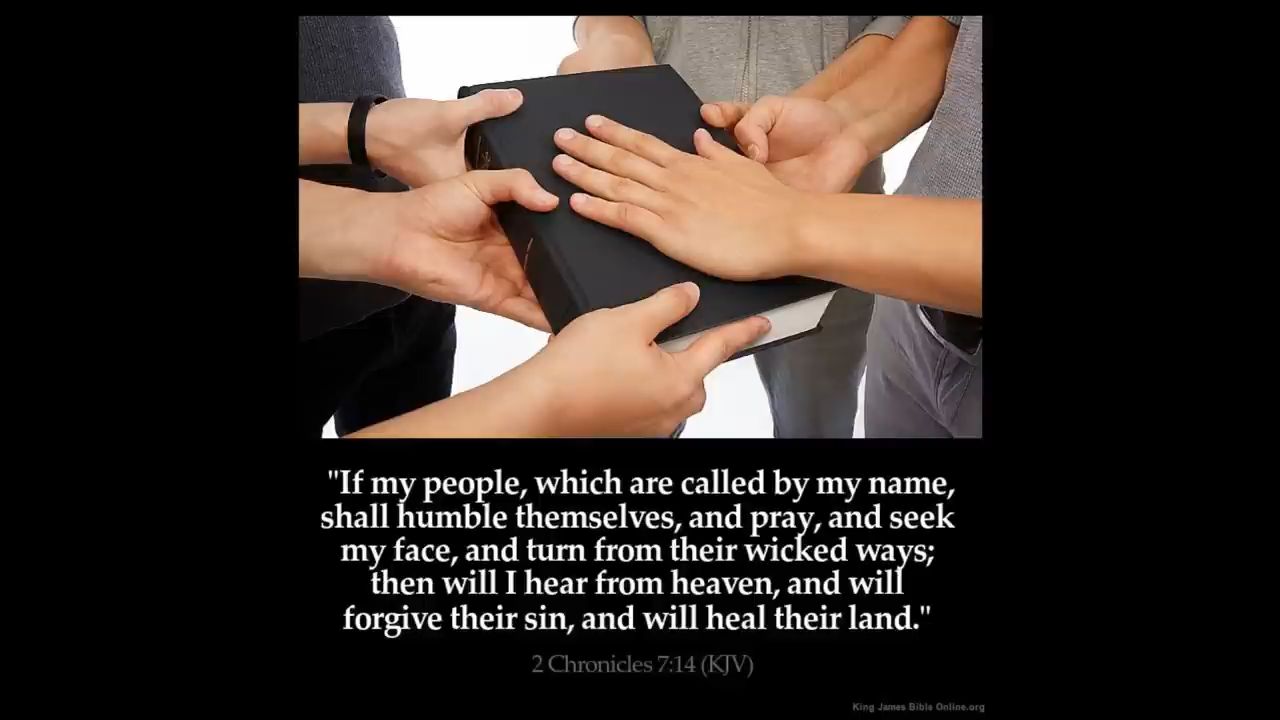 "If my people, which are called by my name,
shall humble themselves, and pray, and seek
my face, and turn from their wicked ways;
then will I hear from heaven, and will
forgive their sin, and will heal their land."
2 Chronicles 7:14 (KJV)
King James Bible Online.org